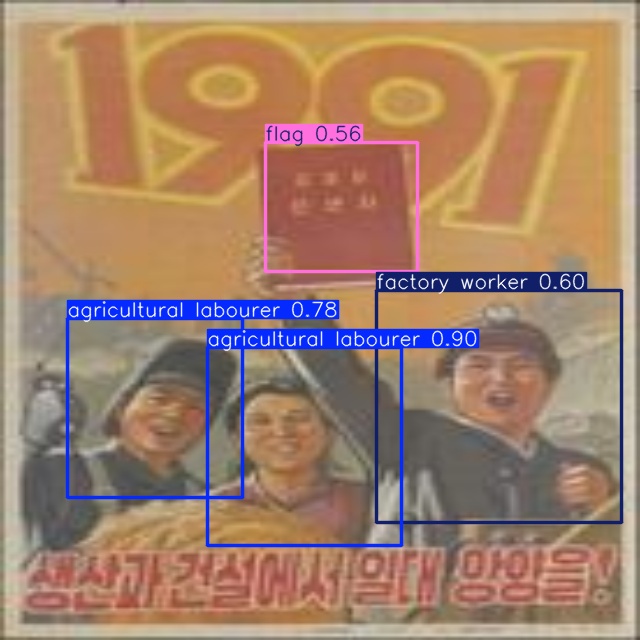 1991
flag 0.56
factory worker 0.60
agricultural labourer 0.78
agricultural labourer 0.90
생산과 건설에서 일대 앙양을!